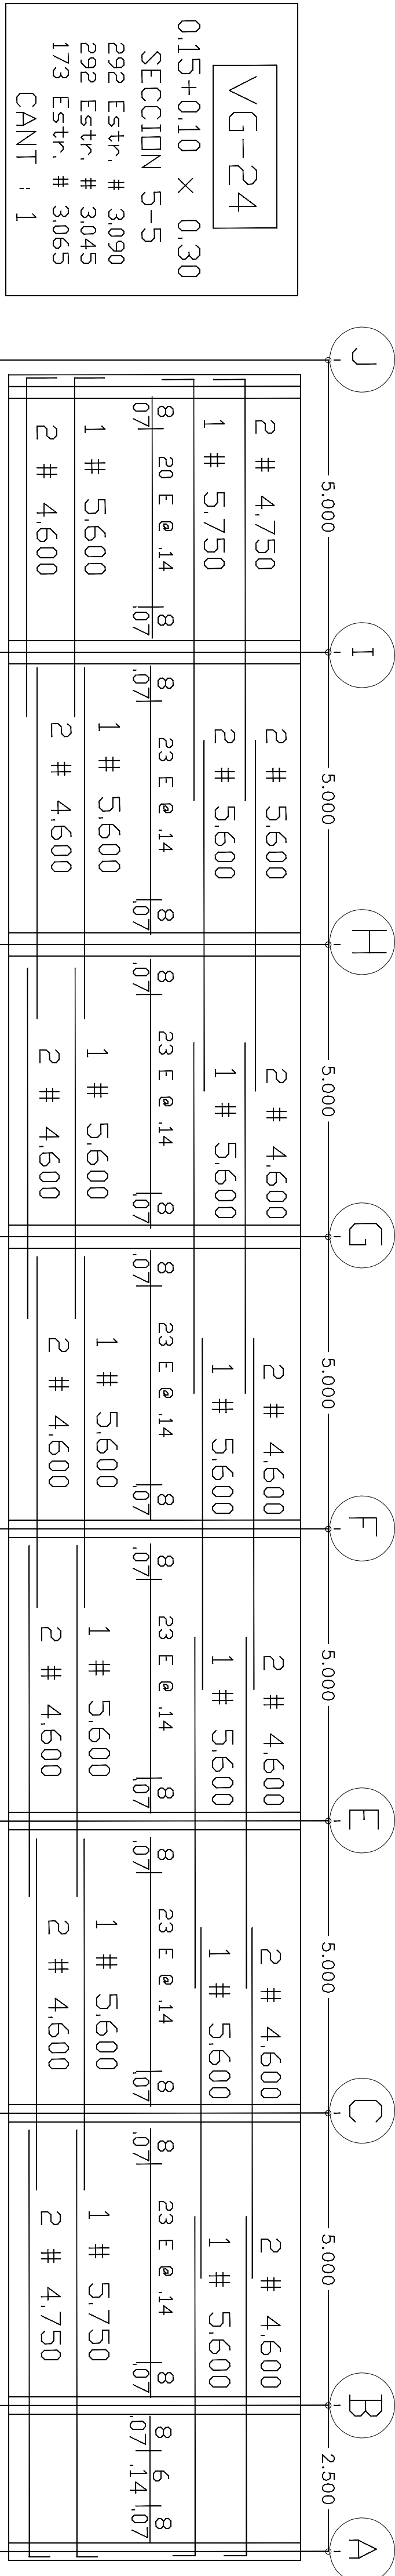 VG-24
0.15+0.10 X 0.30
SECCION 5-5
292 Estr. # 3.090
292 Estr. # 3.045
173 Estr. # 3.065
CANT : 1
J I H G F E C B A
5.000 5.000 5.000 5.000 5.000 5.000 5.000 2.500
2 # 4.750 2 # 5.600 2 # 4.600 2 # 4.600 2 # 4.600 2 # 4.600 2 # 4.600
1 # 5.750 2 # 5.600 1 # 5.600 1 # 5.600 1 # 5.600 1 # 5.600 1 # 5.600
8 20 E @ .14 8 8 23 E @ .14 8 8 23 E @ .14 8 8 23 E @ .14 8 8 23 E @ .14 8 8 23 E @ .14 8 8 23 E @ .14 8 8 6 8
.07 .07 .07 .07 .07 .07 .07 .07 .07 .07 .07 .07 .07 .07 .07 .14 .07
1 # 5.600 1 # 5.600 1 # 5.600 1 # 5.600 1 # 5.600 1 # 5.600 1 # 5.750
2 # 4.600 2 # 4.600 2 # 4.600 2 # 4.600 2 # 4.600 2 # 4.600 2 # 4.750